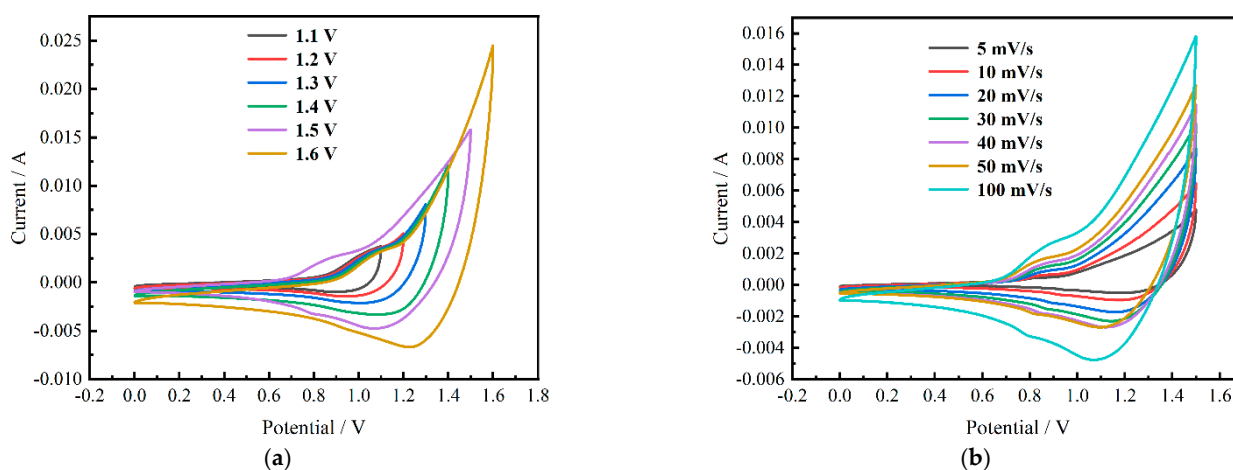 0.025
0.020
0.015
0.010
0.005
0.000
-0.005
-0.010
Current / A
1.1 V
1.2 V
1.3 V
1.4 V
1.5 V
1.6 V
-0.2 0.0 0.2 0.4 0.6 0.8 1.0 1.2 1.4 1.6 1.8
Potential / V
(a)
0.016
0.014
0.012
0.010
0.008
0.006
0.004
0.002
0.000
-0.002
-0.004
-0.006
Current / A
5 mV/s
10 mV/s
20 mV/s
30 mV/s
40 mV/s
50 mV/s
100 mV/s
-0.2 0.0 0.2 0.4 0.6 0.8 1.0 1.2 1.4 1.6
Potential / V
(b)